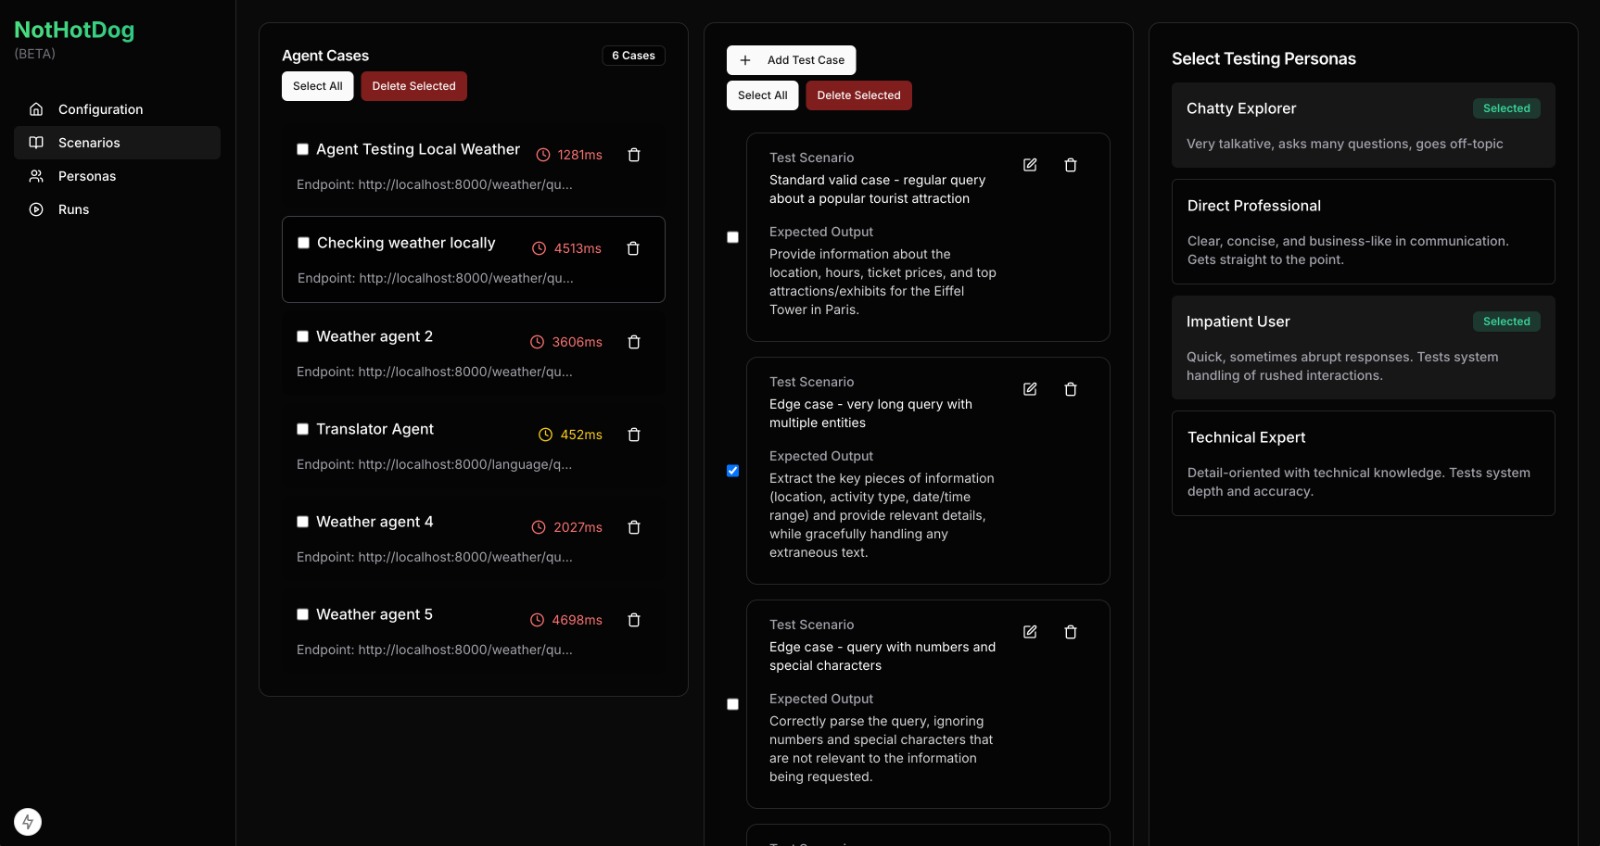 NotHotDog
(BETA)
Configuration
Scenarios
Personas
Runs
Agent Cases
6 Cases
Select All
Delete Selected
Agent Testing Local Weather
1281ms
Endpoint: http://localhost:8000/weather/qu...
Checking weather locally
4513ms
Endpoint: http://localhost:8000/weather/qu...
Weather agent 2
3606ms
Endpoint: http://localhost:8000/weather/qu...
Translator Agent
452ms
Endpoint: http://localhost:8000/language/q...
Weather agent 4
2027ms
Endpoint: http://localhost:8000/weather/qu...
Weather agent 5
4698ms
Endpoint: http://localhost:8000/weather/qu...
Add Test Case
Select All
Delete Selected
Test Scenario
Standard valid case - regular query
about a popular tourist attraction
Expected Output
Provide information about the
location, hours, ticket prices, and top
attractions/exhibits for the Eiffel
Tower in Paris.
Test Scenario
Edge case - very long query with
multiple entities
Expected Output
Extract the key pieces of information
(location, activity type, date/time
range) and provide relevant details,
while gracefully handling any
extraneous text.
Test Scenario
Edge case - query with numbers and
special characters
Expected Output
Correctly parse the query, ignoring
numbers and special characters that
are not relevant to the information
being requested.
Select Testing Personas
Chatty Explorer
Selected
Very talkative, asks many questions, goes off-topic
Direct Professional
Clear, concise, and business-like in communication.
Gets straight to the point.
Impatient User
Selected
Quick, sometimes abrupt responses. Tests system
handling of rushed interactions.
Technical Expert
Detail-oriented with technical knowledge. Tests system
depth and accuracy.